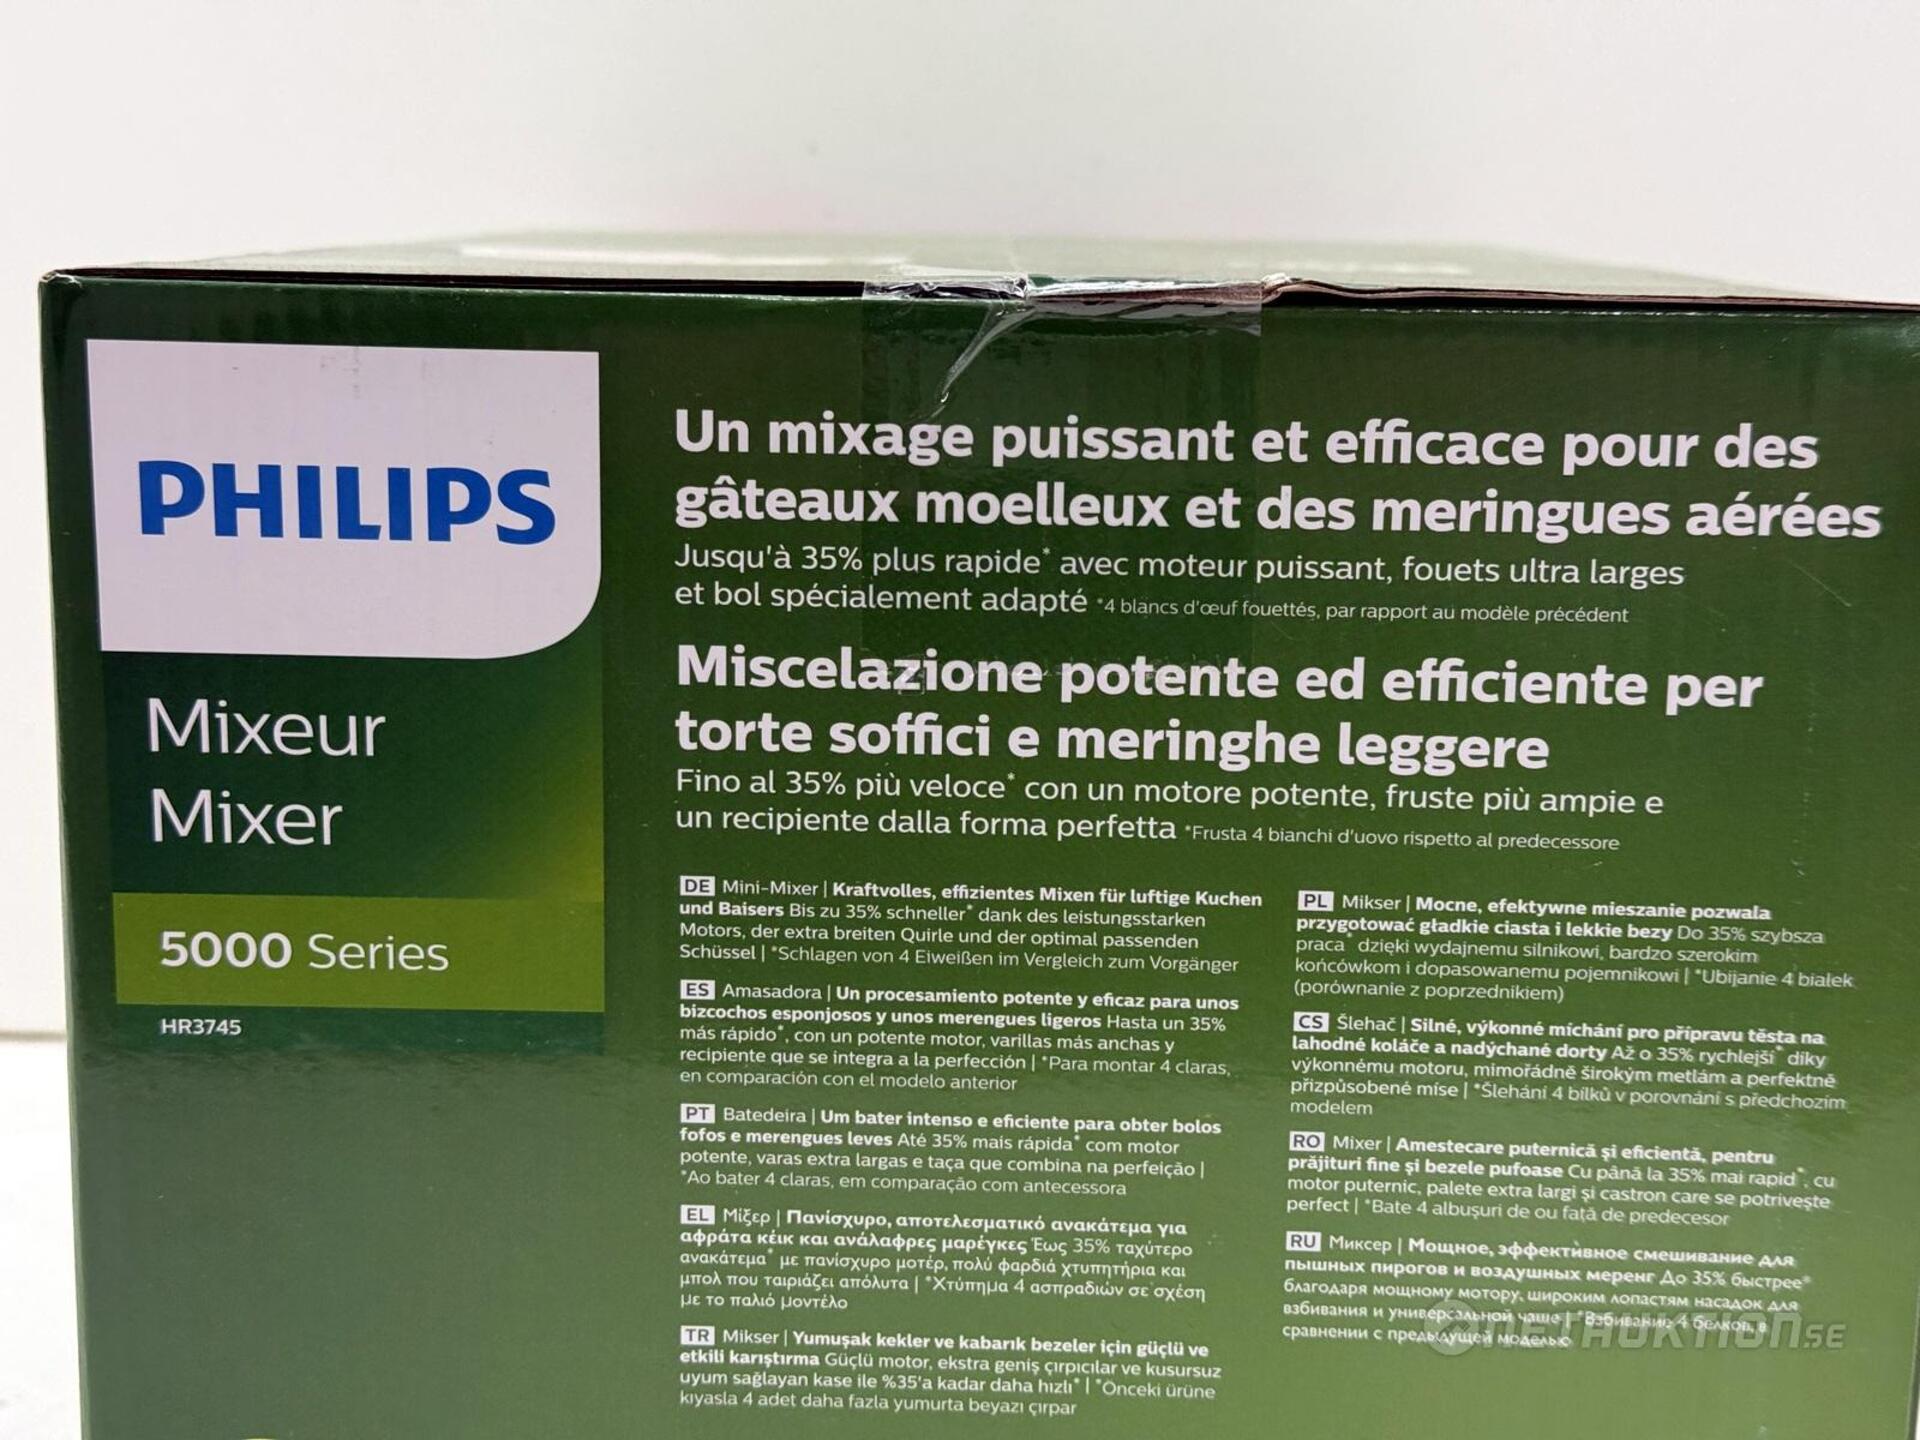 PHILIPS
Mixeur
Mixer
5000 Series
HR3745
Un mixage puissant et efficace pour des
gâteaux moelleux et des meringues aérées
Jusqu'à 35% plus rapide* avec moteur puissant, fouets ultra larges
et bol spécialement adapté *4 blancs d'œuf fouettés, par rapport au modèle précédent
Miscelazione potente ed efficiente per
torte soffici e meringhe leggere
Fino al 35% più veloce* con un motore potente, fruste più ampie e
un recipiente dalla forma perfetta *Frusta 4 bianchi d'uovo rispetto al predecessore
DE Mini-Mixer | Kraftvolles, effizientes Mixen für luftige Kuchen
und Baisers Bis zu 35% schneller* dank des leistungsstarken
Motors, der extra breiten Quirle und der optimal passenden
Schüssel | *Schlagen von 4 Eiweißen im Vergleich zum Vorgänger
ES Amasadora | Un procesamiento potente y eficaz para unos
bizcochos esponjosos y unos merengues ligeros Hasta un 35%
más rápido*, con un potente motor, varillas más anchas y
recipiente que se integra a la perfección | *Para montar 4 claras,
en comparación con el modelo anterior
PT Batedeira | Um bater intenso e eficiente para obter bolos
fofos e merengues leves Até 35% mais rápida* com motor
potente, varas extra largas e taça que combina na perfeição |
*Ao bater 4 claras, em comparação com antecessora
EL Μίξερ | Πανίσχυρο, αποτελεσματικό ανακάτεμα για
αφράτα κέικ και ανάλαφρες μαρέγκες Έως 35% ταχύτερο
ανακάτεμα* με πανίσχυρο μοτέρ, πολύ φαρδιά χτυπητήρια και
μπολ που ταιριάζει απόλυτα | *Χτύπημα 4 ασπραδιών σε σχέση
με το παλιό μοντέλο
TR Mikser | Yumuşak kekler ve kabarık bezeler için güçlü ve
etkili karıştırma Güçlü motor, ekstra geniş çırpıcılar ve kusursuz
uyum sağlayan kase ile %35'a kadar daha hızlı* | *Önceki ürüne
kıyasla 4 adet daha fazla yumurta beyazı çırpar
PL Mikser | Mocne, efektywne mieszanie pozwala
przygotować gładkie ciasta i lekkie bezy Do 35% szybsza
praca* dzięki wydajnemu silnikowi, bardzo szerokim
końcówkom i dopasowanemu pojemnikowi | *Ubijanie 4 białek
(porównanie z poprzednikiem)
CS Šlehač | Silné, výkonné míchání pro přípravu těsta na
lahodné koláče a nadýchané dorty Až o 35% rychlejší* díky
výkonnému motoru, mimořádně širokým metlám a perfektně
přizpůsobené míse | *Šlehání 4 bílků v porovnání s předchozím
modelem
RO Mixer | Amestecare puternică și eficientă, pentru
prăjituri fine și bezele pufoase Cu până la 35% mai rapid*, cu
motor puternic, palete extra largi și castron care se potrivește
perfect | *Bate 4 albușuri de ou față de predecesor
RU Миксер | Мощное, эффективное смешивание для
пышных пирогов и воздушных меренг До 35% быстрее*
благодаря мощному мотору, широким лопастям насадок для
взбивания и универсальной чаше | *Взбивание 4 белков, в
сравнении с предыдущей моделью
NETAUKTION.SE